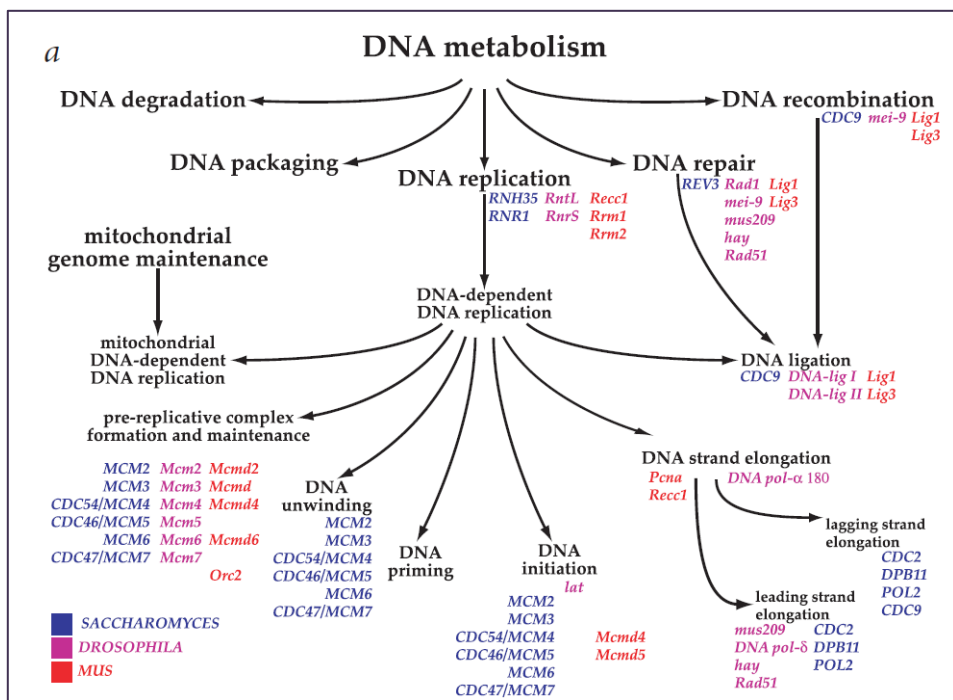 a
DNA metabolism
DNA degradation
DNA recombination
CDC9 mei-9 Lig1
Lig3
DNA packaging
DNA repair
REV3 Rad1 Lig1
mei-9 Lig3
mus209
hay
Rad51
DNA replication
RNH35 RntL Recc1
RNR1 RnrS Rrm1
Rrm2
mitochondrial
genome maintenance
DNA-dependent
DNA replication
mitochondrial
DNA-dependent
DNA replication
DNA ligation
CDC9 DNA-lig I Lig1
DNA-lig II Lig3
pre-replicative complex
formation and maintenance
MCM2 Mcm2 Mcmd2
MCM3 Mcm3 Mcmd
CDC54/MCM4 Mcm4 Mcmd4
CDC46/MCM5 Mcm5
MCM6 Mcm6 Mcmd6
CDC47/MCM7 Mcm7
Orc2
DNA
unwinding
MCM2
MCM3
CDC54/MCM4
CDC46/MCM5
MCM6
CDC47/MCM7
DNA
priming
DNA
initiation
lat
MCM2
MCM3
CDC54/MCM4 Mcmd4
CDC46/MCM5 Mcmd5
MCM6
CDC47/MCM7
DNA strand elongation
Pcna DNA pol-α 180
Recc1
lagging strand
elongation
CDC2
DPB11
POL2
CDC9
leading strand
elongation
mus209 CDC2
DNA pol-δ DPB11
hay POL2
Rad51
SACCHAROMYCES
DROSOPHILA
MUS